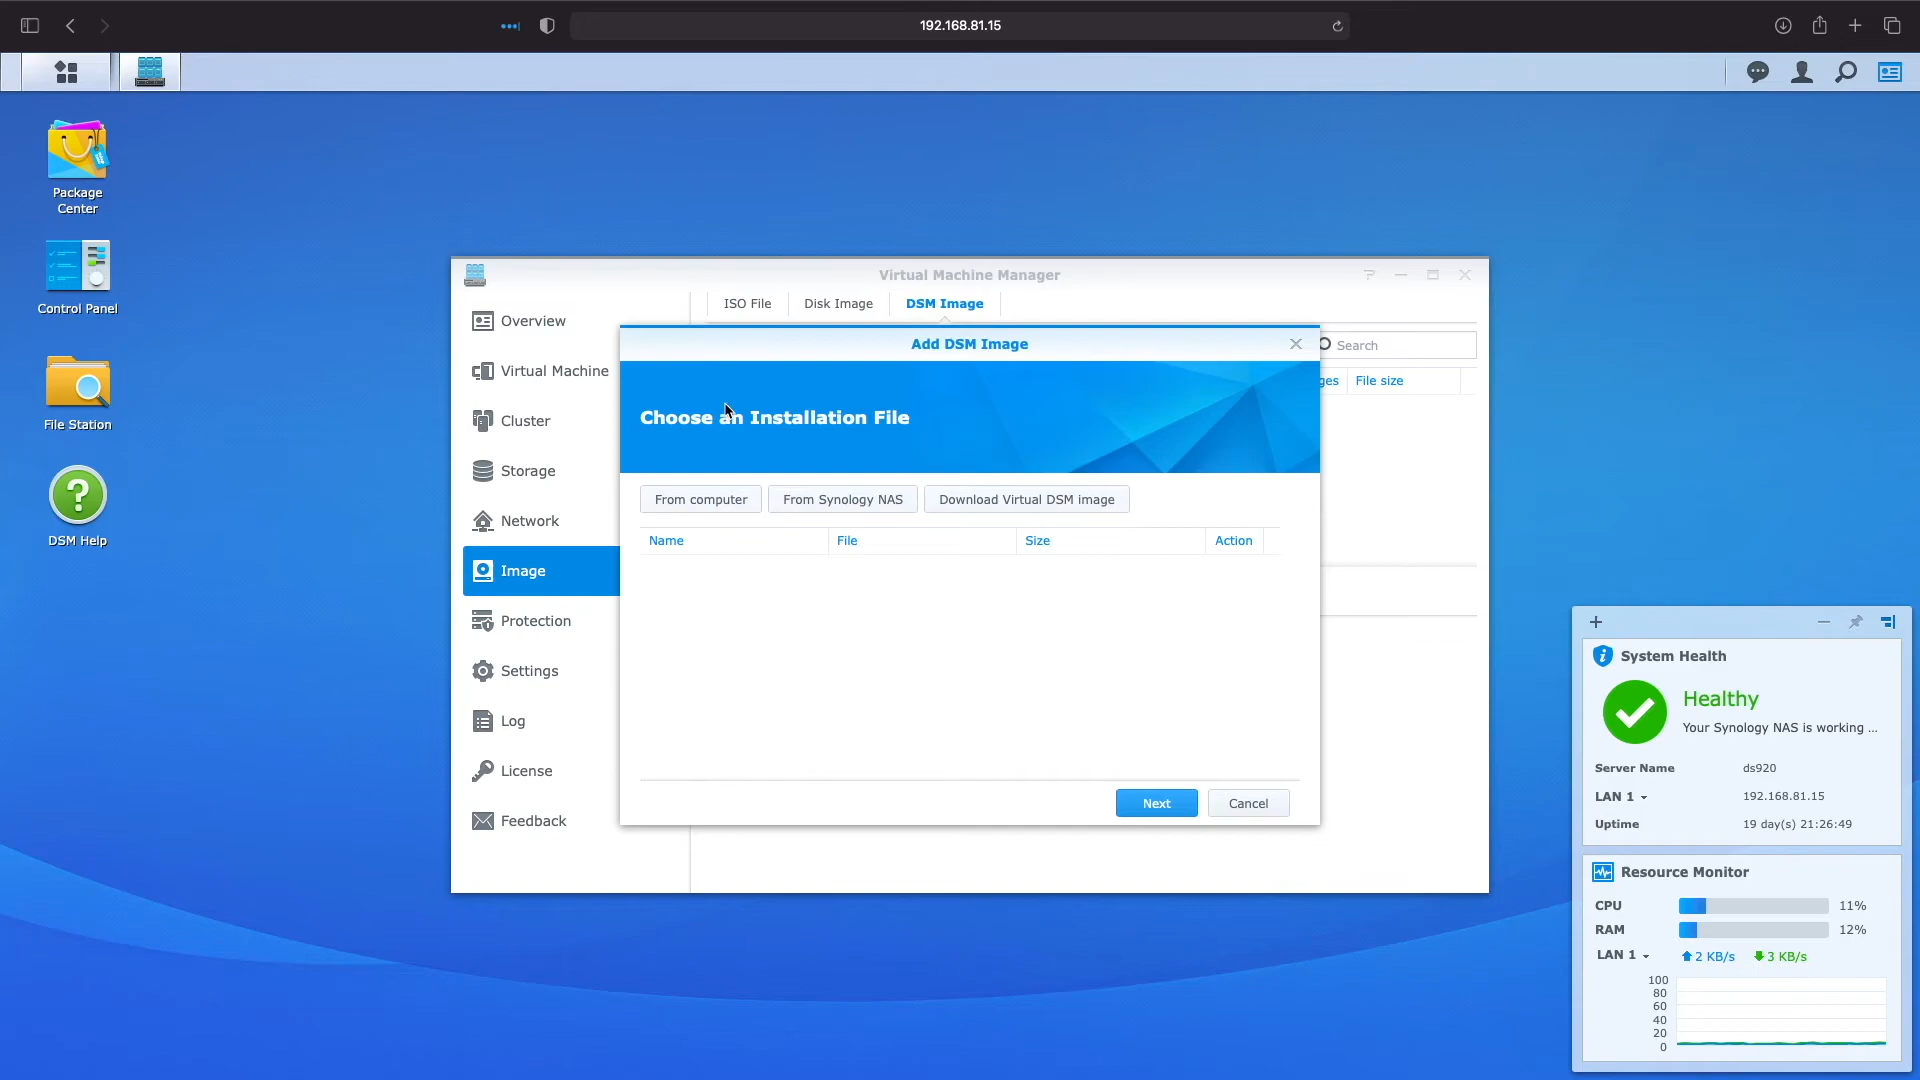 192.168.81.15
Package
Center
Control Panel
File Station
DSM Help
Virtual Machine Manager
Overview
Virtual Machine
Cluster
Storage
Network
Image
Protection
Settings
Log
License
Feedback
ISO File
Disk Image
DSM Image
Search
ges
File size
Add DSM Image
Choose an Installation File
From computer
From Synology NAS
Download Virtual DSM image
Name
File
Size
Action
Next
Cancel
System Health
Healthy
Your Synology NAS is working ...
Server Name
ds920
LAN 1
192.168.81.15
Uptime
19 day(s) 21:26:49
Resource Monitor
CPU
11%
RAM
12%
LAN 1
2 KB/s
3 KB/s
100
80
60
40
20
0